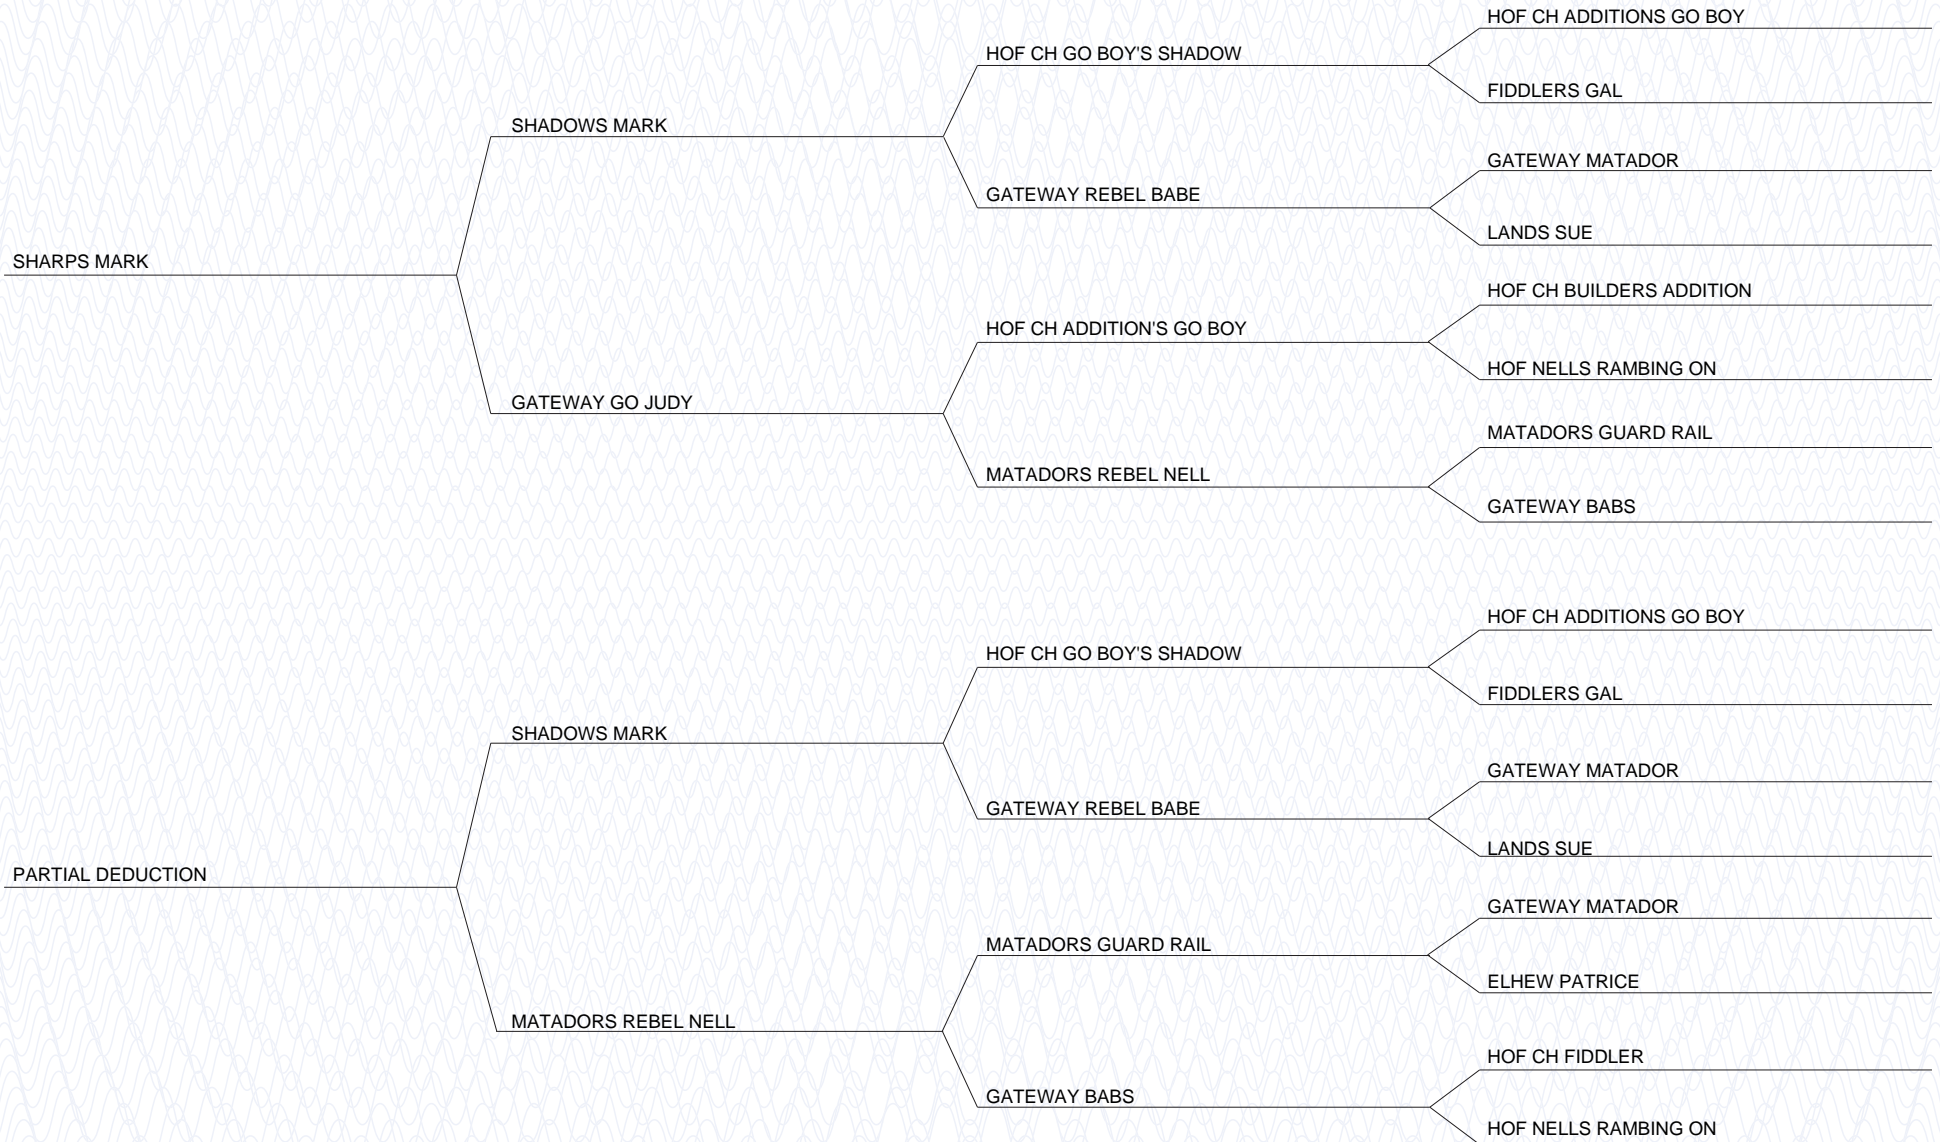 HOF CH ADDITIONS GO BOY
HOF CH GO BOY'S SHADOW
FIDDLERS GAL
SHADOWS MARK
GATEWAY MATADOR
GATEWAY REBEL BABE
LANDS SUE
SHARPS MARK
HOF CH BUILDERS ADDITION
HOF CH ADDITION'S GO BOY
HOF NELLS RAMBING ON
GATEWAY GO JUDY
MATADORS GUARD RAIL
MATADORS REBEL NELL
GATEWAY BABS
HOF CH ADDITIONS GO BOY
HOF CH GO BOY'S SHADOW
FIDDLERS GAL
SHADOWS MARK
GATEWAY MATADOR
GATEWAY REBEL BABE
LANDS SUE
PARTIAL DEDUCTION
GATEWAY MATADOR
MATADORS GUARD RAIL
ELHEW PATRICE
MATADORS REBEL NELL
HOF CH FIDDLER
GATEWAY BABS
HOF NELLS RAMBING ON